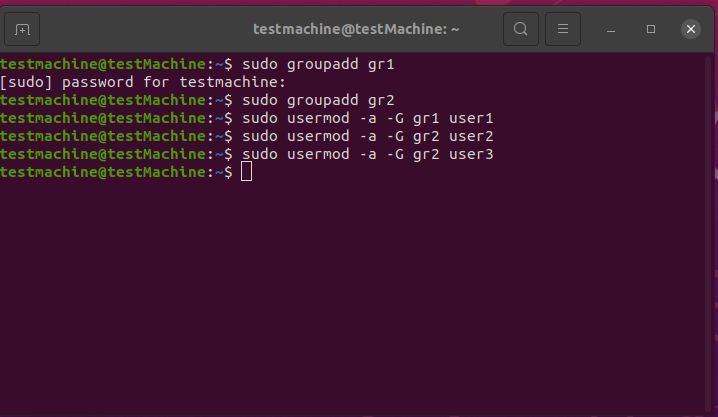 testmachine@testMachine: ~
testmachine@testMachine:~$ sudo groupadd gr1
[sudo] password for testmachine:
testmachine@testMachine:~$ sudo groupadd gr2
testmachine@testMachine:~$ sudo usermod -a -G gr1 user1
testmachine@testMachine:~$ sudo usermod -a -G gr2 user2
testmachine@testMachine:~$ sudo usermod -a -G gr2 user3
testmachine@testMachine:~$